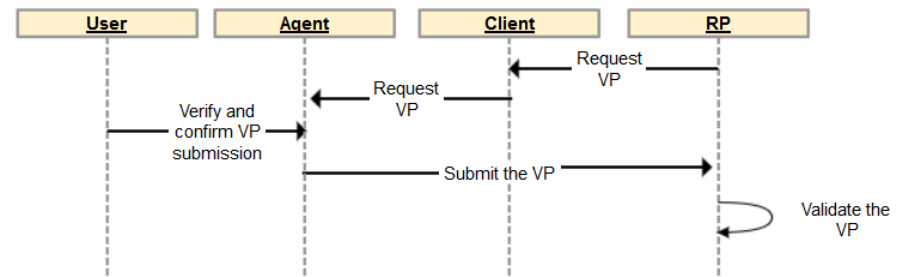 User
Agent
Client
RP
Request
VP
Request
VP
Verify and
confirm VP
submission
Submit the VP
Validate the
VP